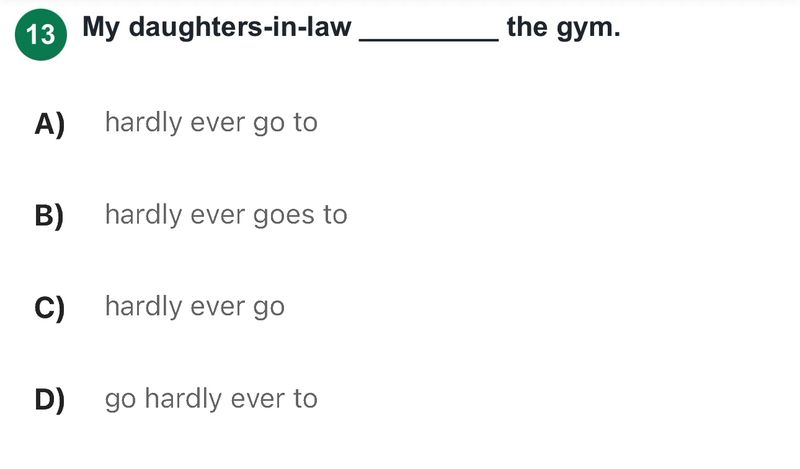 13 My daughters-in-law _________ the gym.
A) hardly ever go to
B) hardly ever goes to
C) hardly ever go
D) go hardly ever to